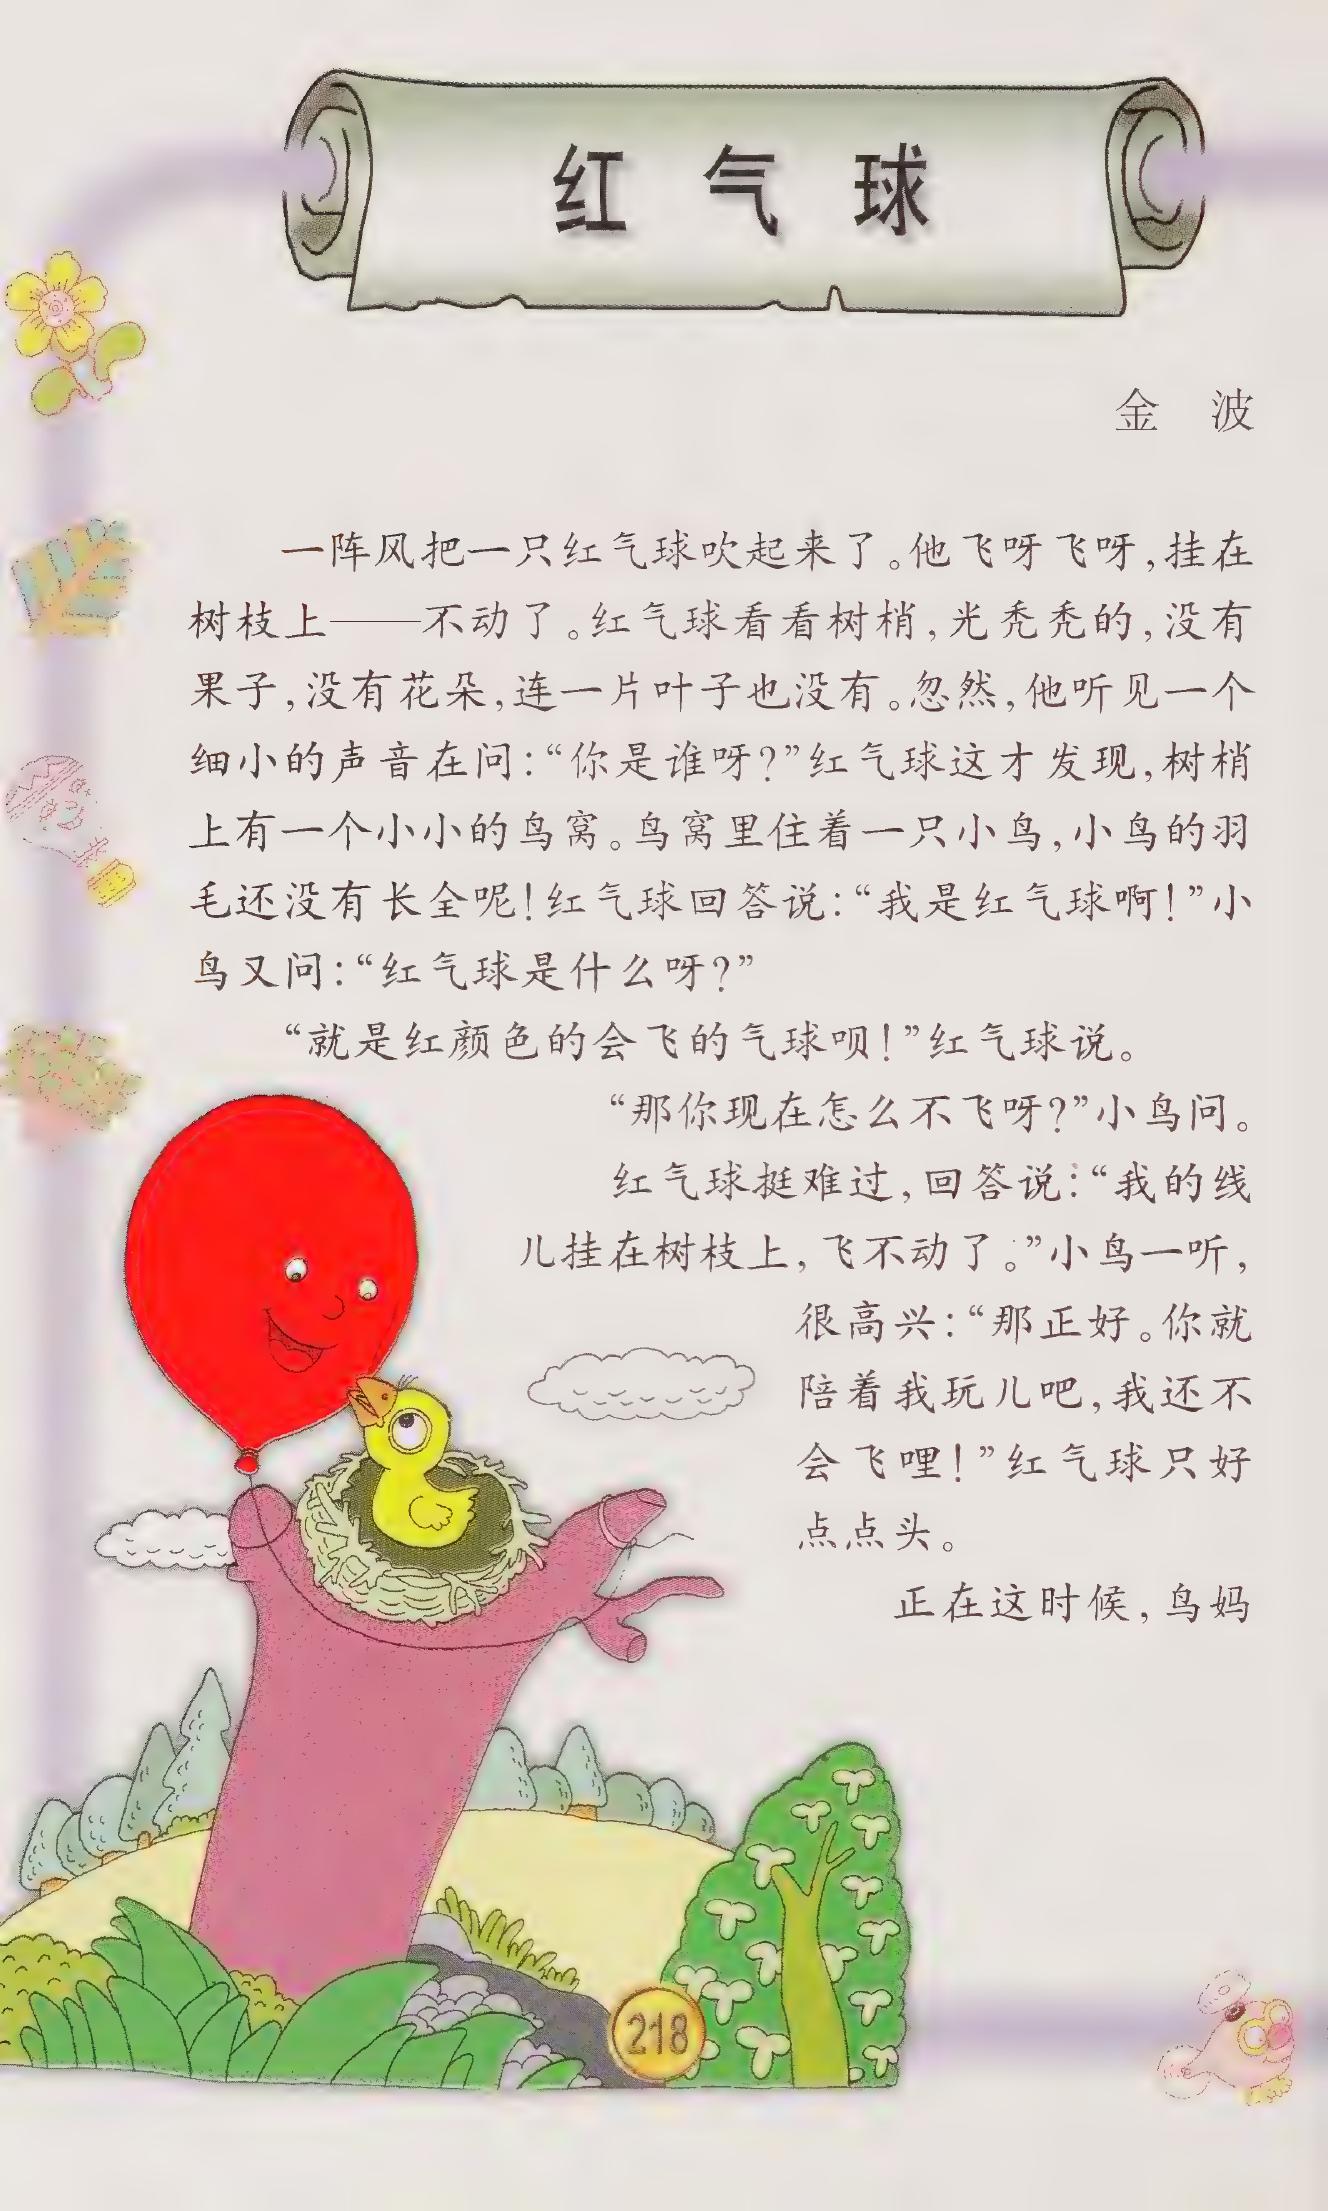 红气球
金 波
一阵风把一只红气球吹起来了。他飞呀飞呀,挂在
树枝上——不动了。红气球看看树梢,光秃秃的,没有
果子,没有花朵,连一片叶子也没有。忽然,他听见一个
细小的声音在问:“你是谁呀?”红气球这才发现,树梢
上有一个小小的鸟窝。鸟窝里住着一只小鸟,小鸟的羽
毛还没有长全呢!红气球回答说:“我是红气球啊!”小
鸟又问:“红气球是什么呀?”
“就是红颜色的会飞的气球呗!”红气球说。
“那你现在怎么不飞呀?”小鸟问。
红气球挺难过,回答说:“我的线
儿挂在树枝上,飞不动了。”小鸟一听,
很高兴:“那正好。你就
陪着我玩儿吧,我还不
会飞哩!”红气球只好
点点头。
正在这时候,鸟妈
218